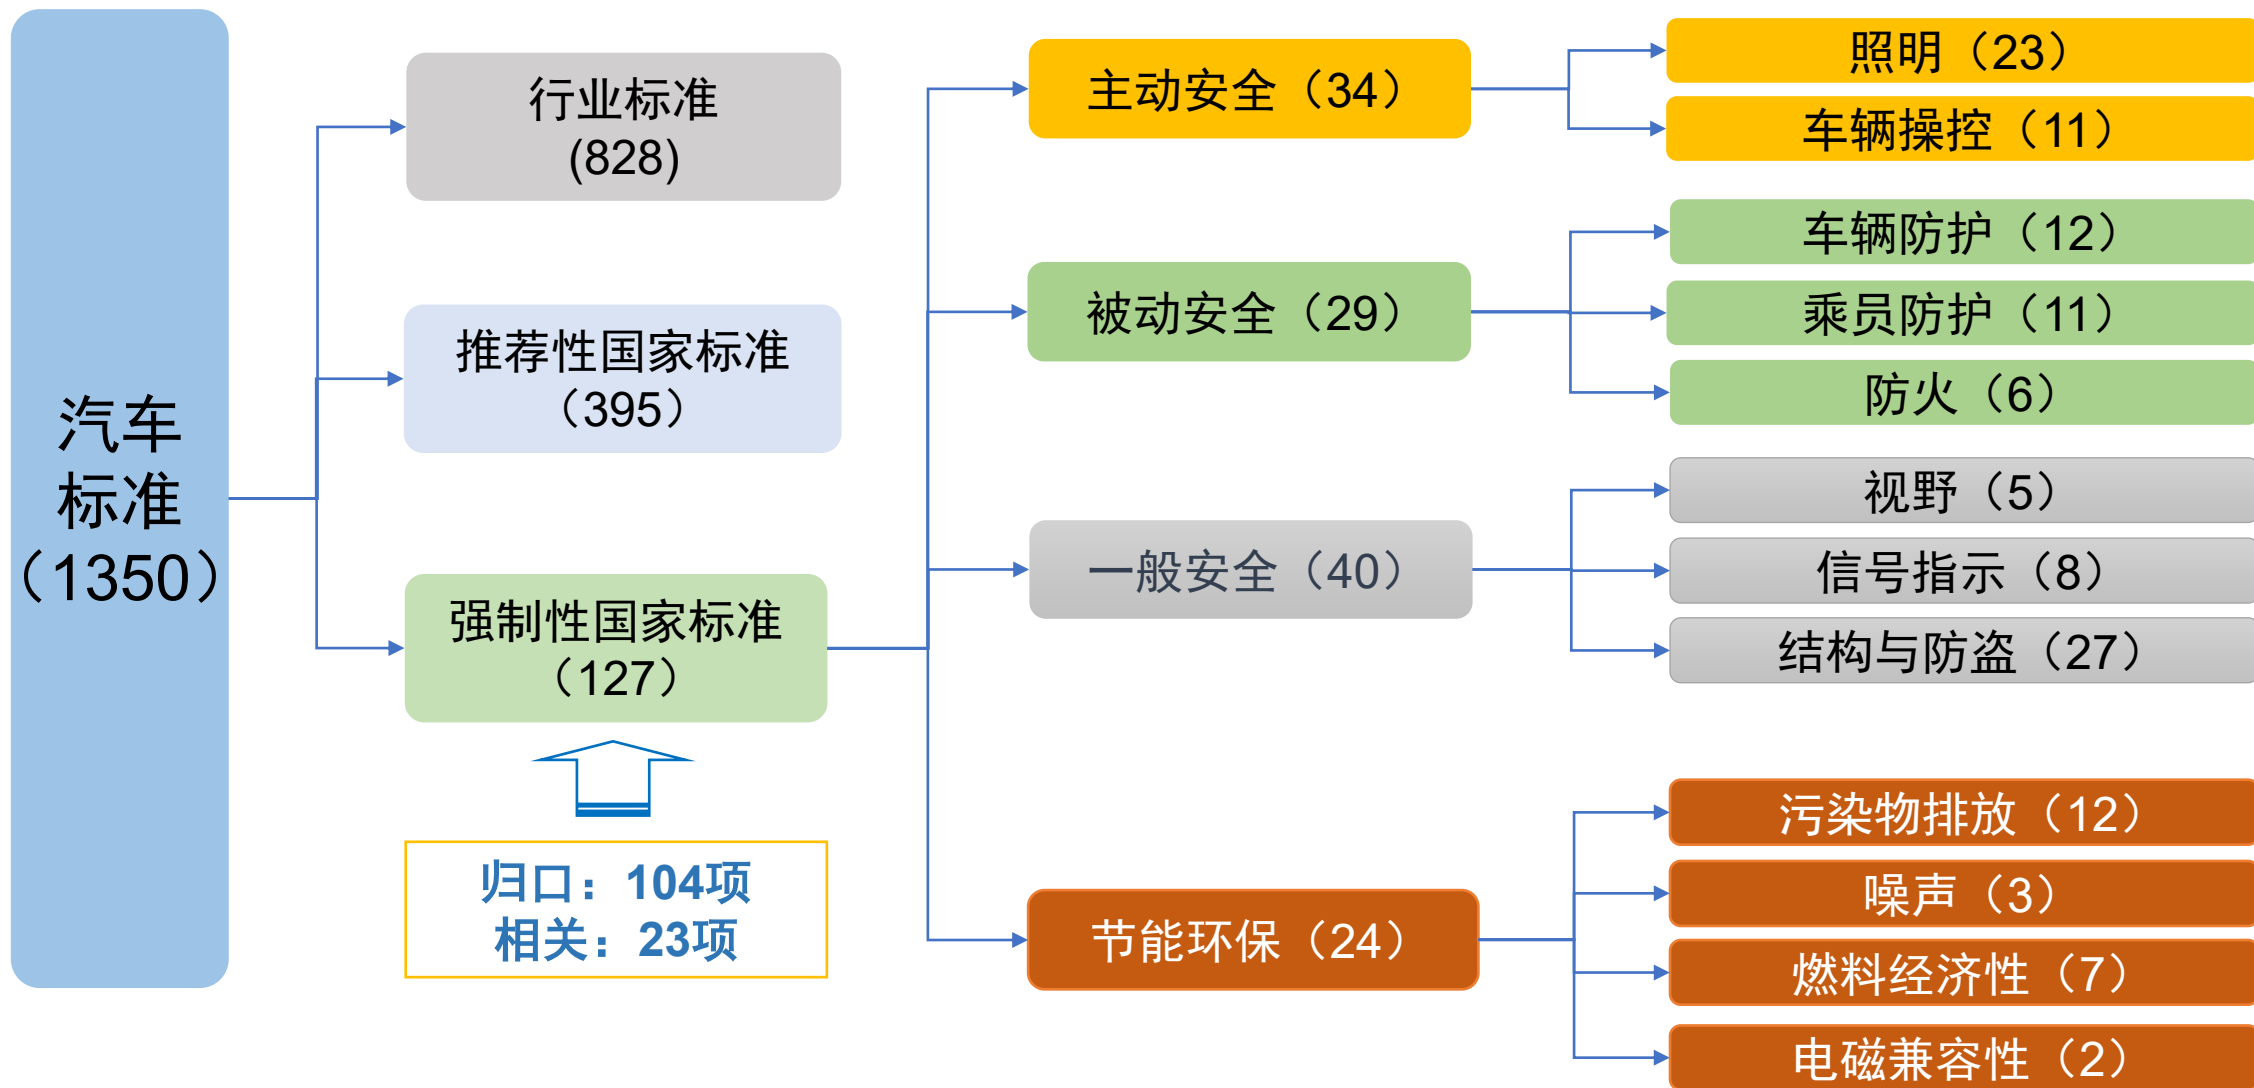 汽车
标准
（1350）
行业标准
(828)
推荐性国家标准
（395）
强制性国家标准
（127）
归口：104项
相关：23项
主动安全（34）
被动安全（29）
一般安全（40）
节能环保（24）
照明（23）
车辆操控（11）
车辆防护（12）
乘员防护（11）
防火（6）
视野（5）
信号指示（8）
结构与防盗（27）
污染物排放（12）
噪声（3）
燃料经济性（7）
电磁兼容性（2）